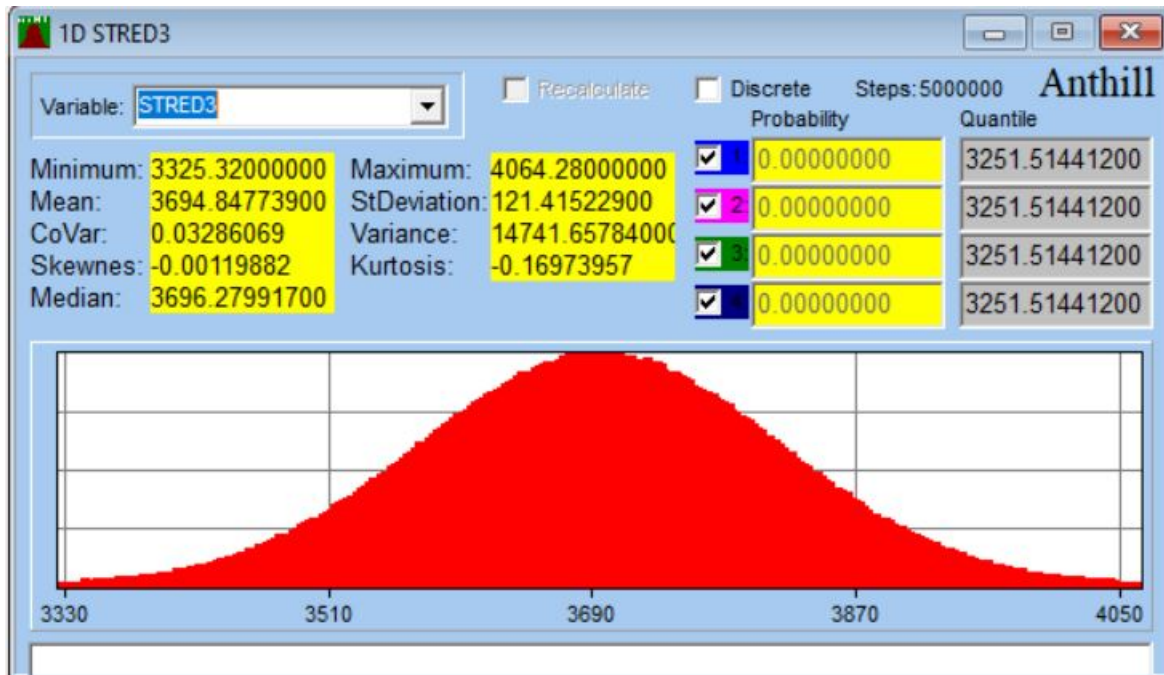 1D STRED3
Variable: STRED3
Recalculate
Discrete Steps: 5000000 Anthill
Probability Quantile
Minimum: 3325.32000000 Maximum: 4064.28000000 1: 0.00000000 3251.51441200
Mean: 3694.84773900 StDeviation: 121.41522900 2: 0.00000000 3251.51441200
CoVar: 0.03286069 Variance: 14741.65784000 3: 0.00000000 3251.51441200
Skewnes: -0.00119882 Kurtosis: -0.16973957
Median: 3696.27991700 0.00000000 3251.51441200
3330 3510 3690 3870 4050